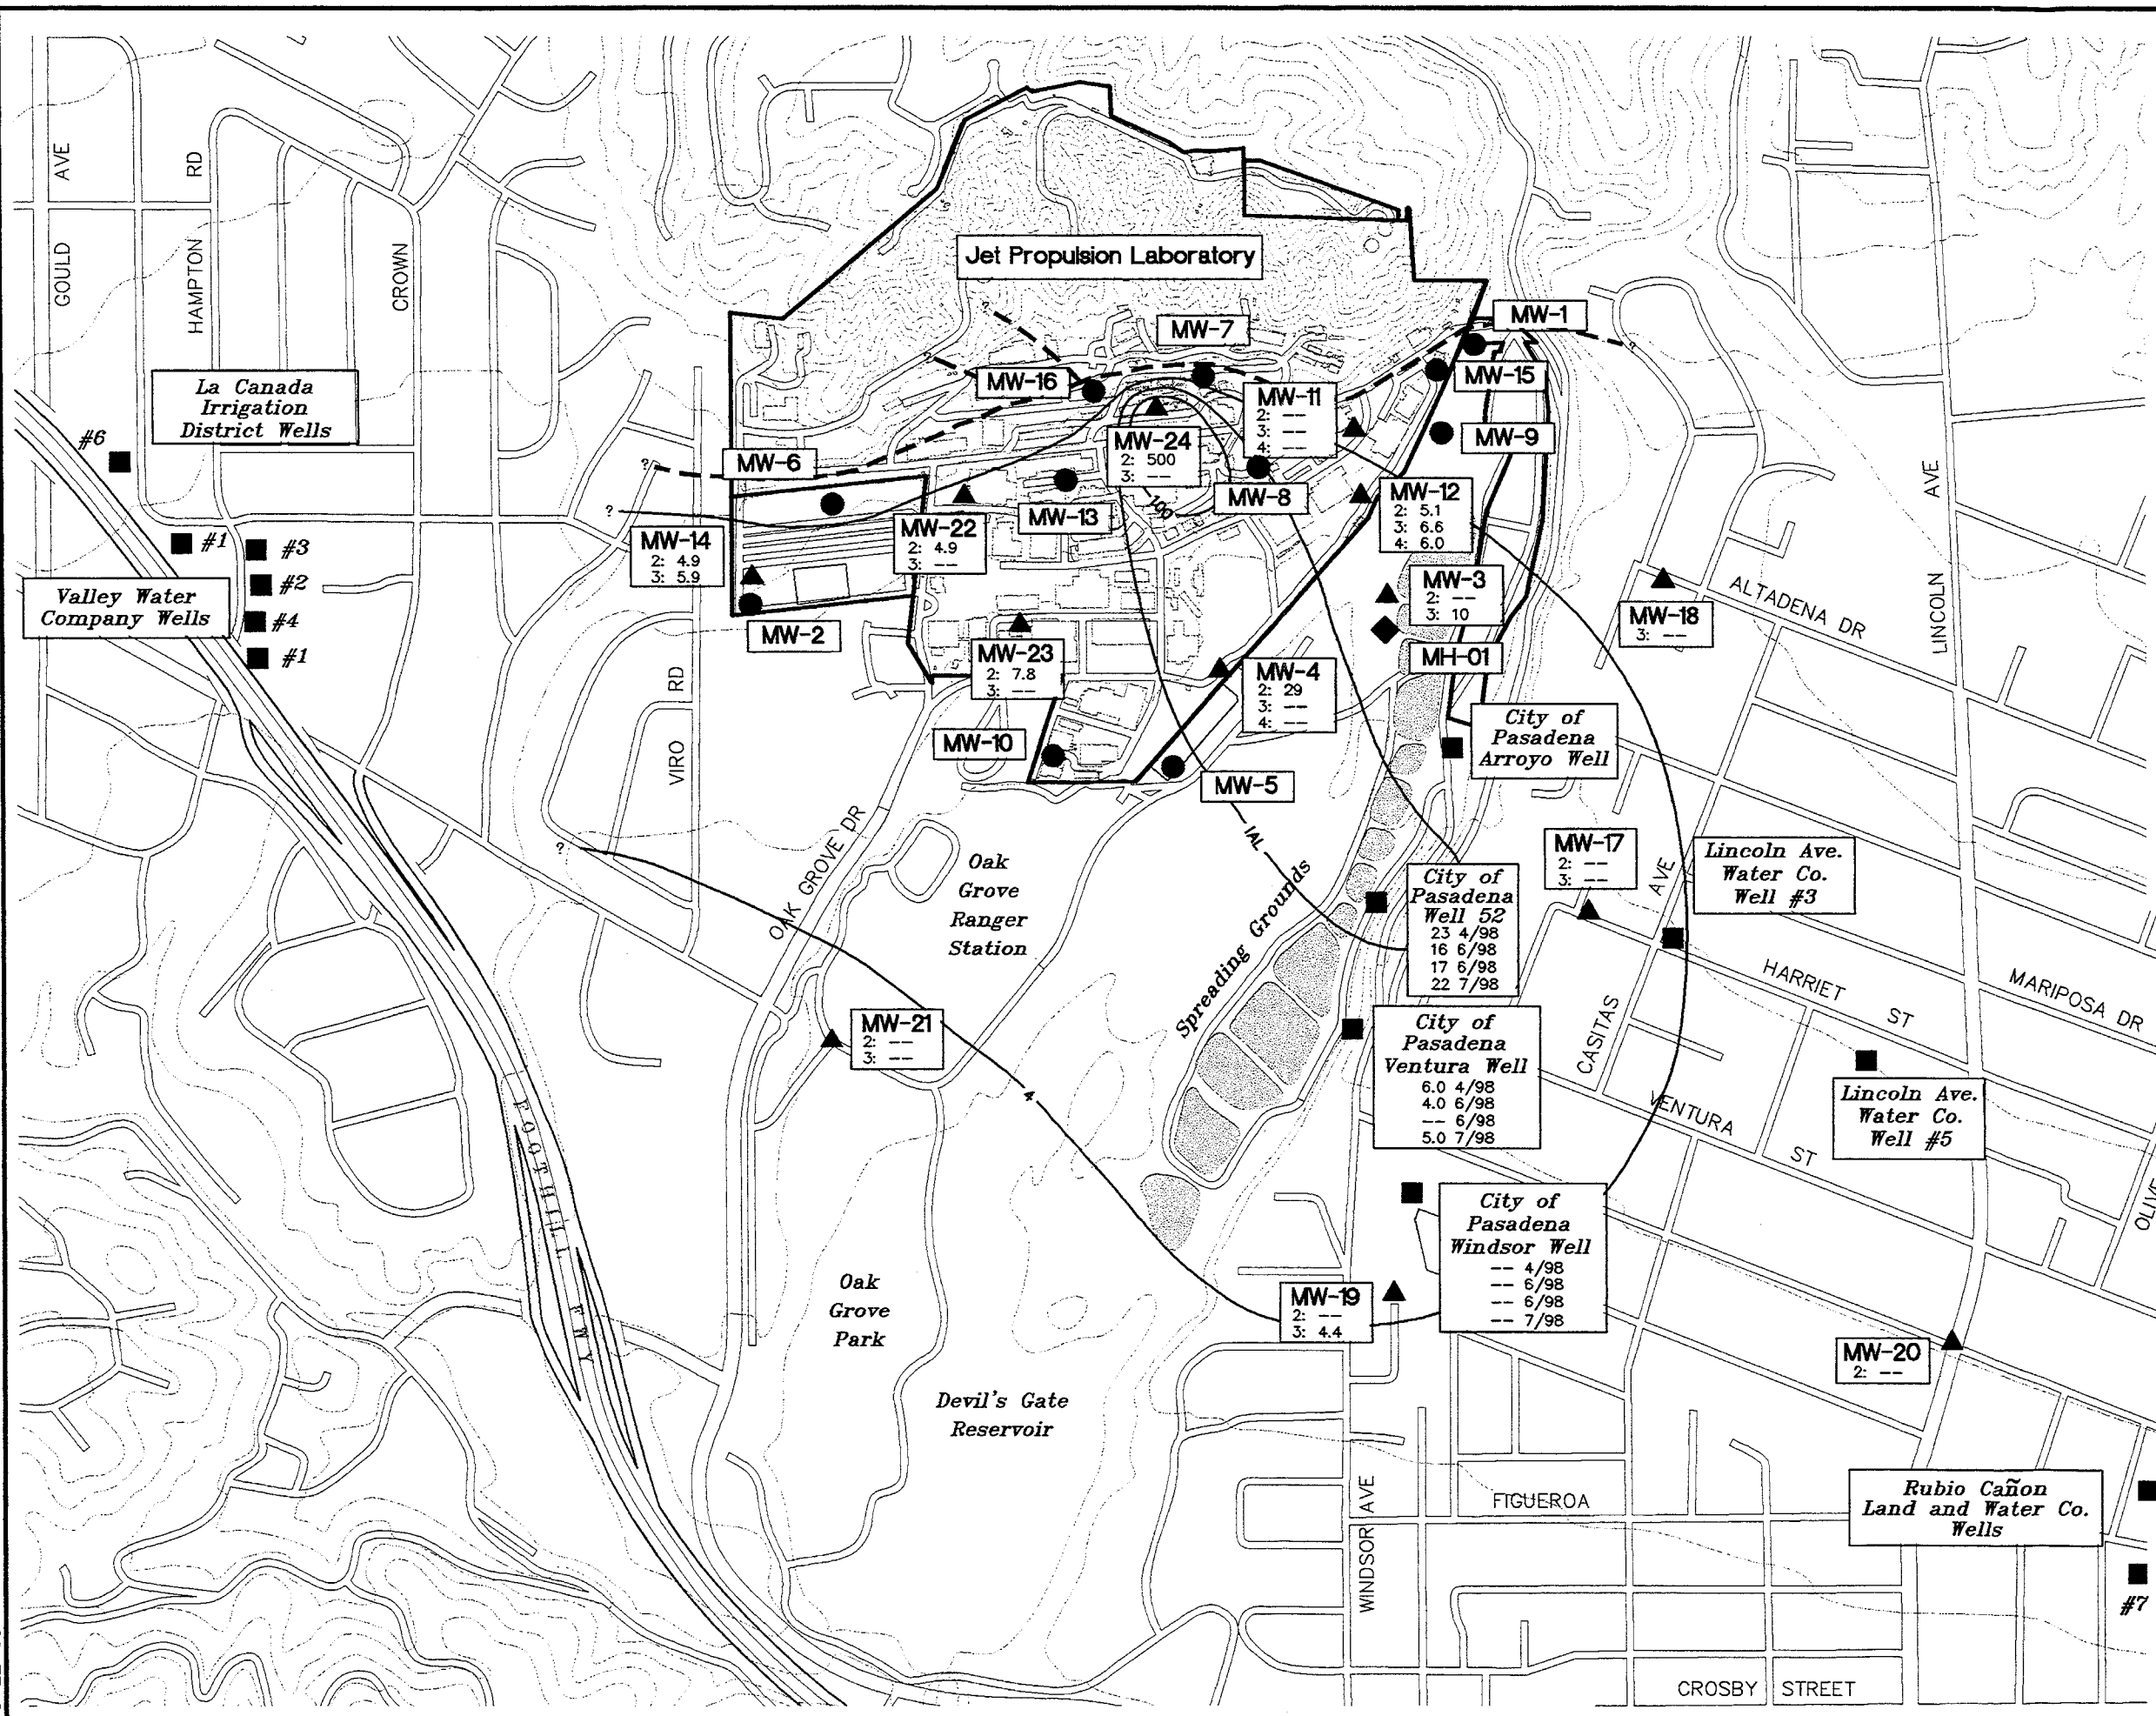 GOULD AVE
HAMPTON RD
CROWN
Jet Propulsion Laboratory
?
?
MW-7
MW-1
?
MW-16
MW-11
2: --
3: --
4: --
MW-15
La Canada
Irrigation
District Wells
#6
MW-24
2: 500
3: --
MW-9
MW-6
?
MW-8
100
MW-12
2: 5.1
3: 6.6
4: 6.0
?
MW-13
MW-22
2: 4.9
3: --
MW-14
2: 4.9
3: 5.9
#1
#3
#2
#4
#1
Valley Water
Company Wells
MW-3
2: --
3: 10
MW-18
3: --
ALTADENA DR
LINCOLN AVE
MW-2
MW-23
2: 7.8
3: --
MH-01
MW-4
2: 29
3: --
4: --
VIRO RD
City of
Pasadena
Arroyo Well
MW-10
MW-5
IAL
?
OAK GROVE DR
Oak
Grove
Ranger
Station
MW-17
2: --
3: --
Lincoln Ave.
Water Co.
Well #3
City of
Pasadena
Well 52
23 4/98
16 6/98
17 6/98
22 7/98
Spreading Grounds
CASITAS AVE
HARRIET ST
MARIPOSA DR
MW-21
2: --
3: --
City of
Pasadena
Ventura Well
6.0 4/98
4.0 6/98
-- 6/98
5.0 7/98
4
VENTURA ST
Lincoln Ave.
Water Co.
Well #5
OLIVE
FOOTHILL FWY
City of
Pasadena
Windsor Well
-- 4/98
-- 6/98
-- 6/98
-- 7/98
Oak
Grove
Park
MW-19
2: --
3: 4.4
MW-20
2: --
Devil's Gate
Reservoir
WINDSOR AVE
FIGUEROA
Rubio Cañon
Land and Water Co.
Wells
#7
CROSBY STREET